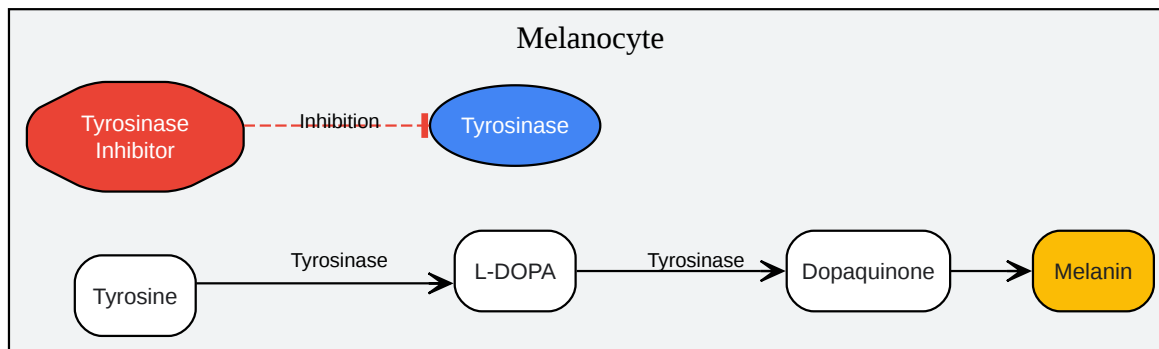 Melanocyte
Tyrosinase
Inhibitor
Inhibition
Tyrosinase
Tyrosine
Tyrosinase
L-DOPA
Tyrosinase
Dopaquinone
Melanin